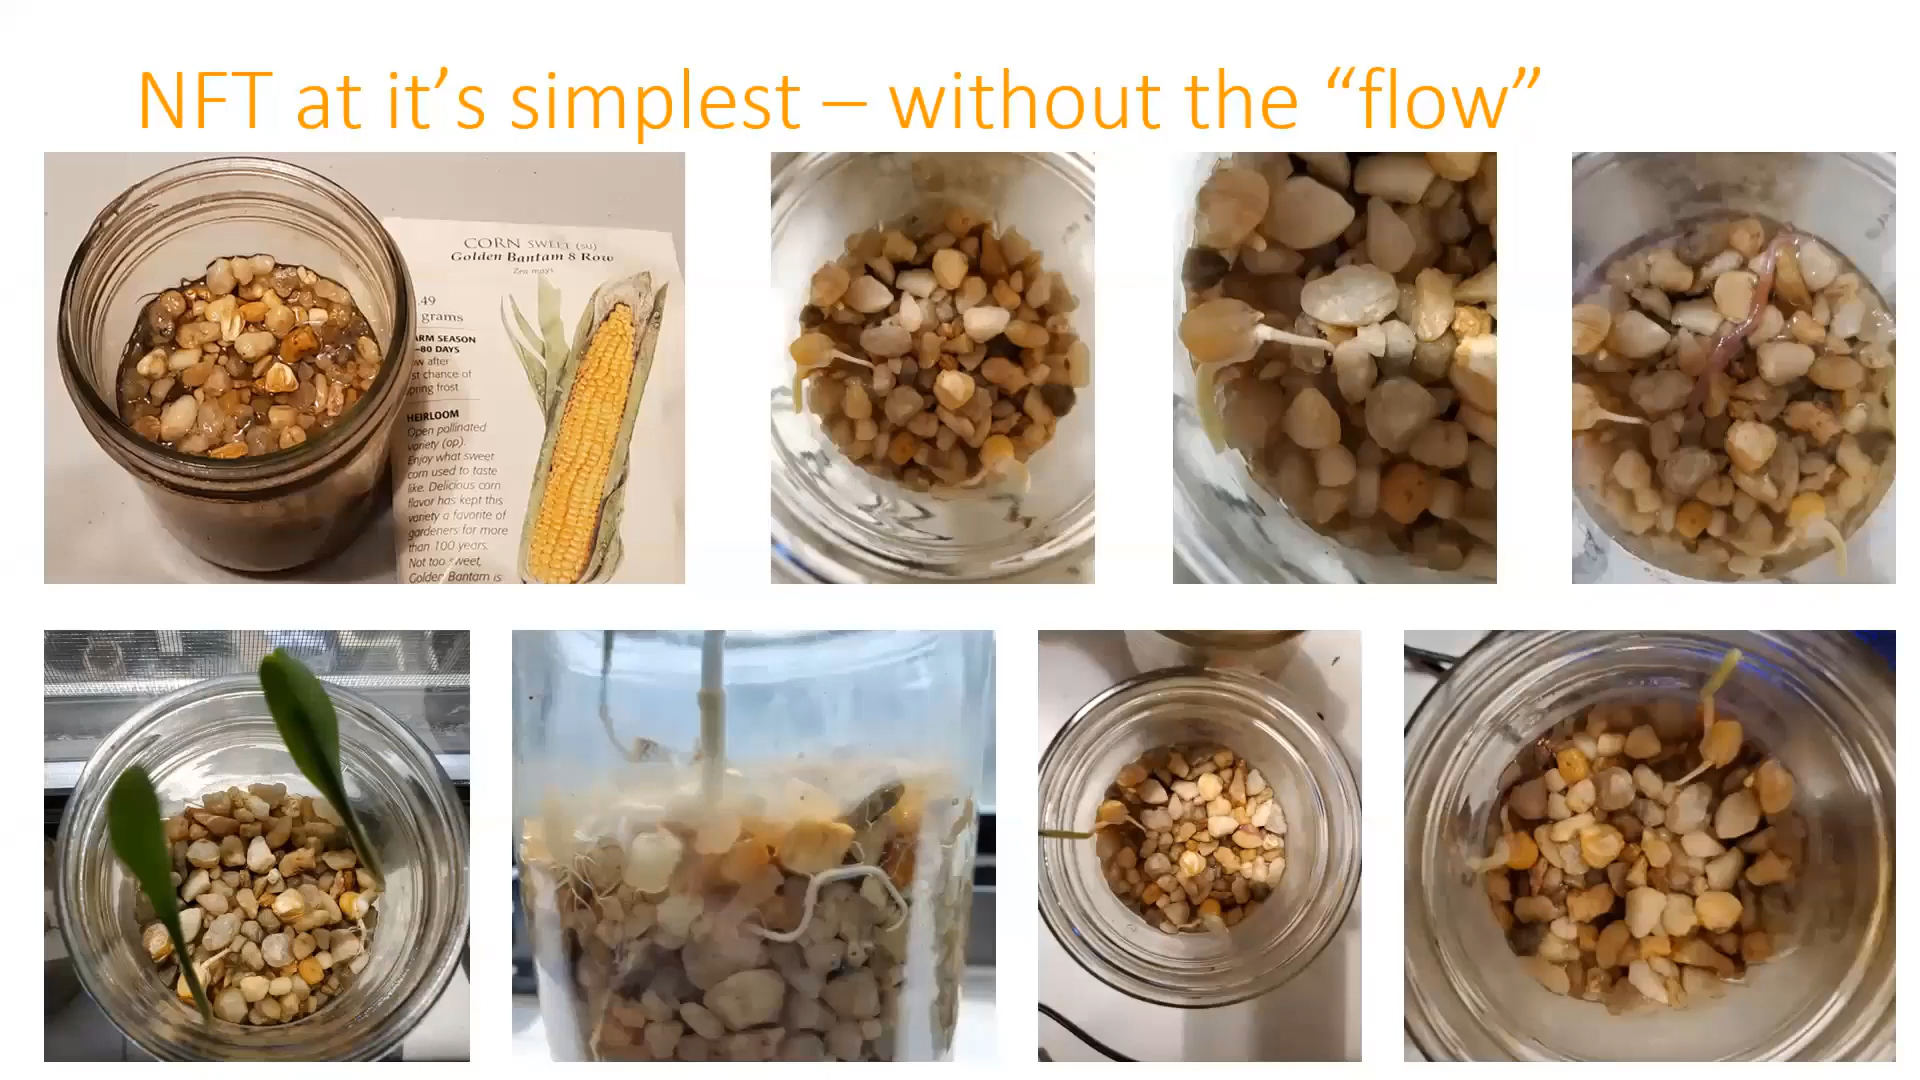 NFT at it’s simplest – without the “flow”
CORN SWEET (SU)
Golden Bantam 8 Row
Zea mays
.49
grams
ARM SEASON
–80 DAYS
w after
st chance of
pring frost
HEIRLOOM
Open pollinated
variety (op).
Enjoy what sweet
corn used to taste
like. Delicious corn
flavor has kept this
variety a favorite of
gardeners for more
than 100 years.
Not too sweet,
Golden Bantam is